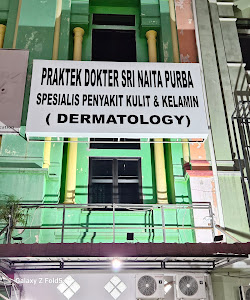 PRAKTEK DOKTER SRI NAITA PURBA
SPESIALIS PENYAKIT KULIT & KELAMIN
( DERMATOLOGY)
Galaxy Z Fold5